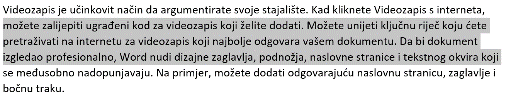 Videozapis je učinkovit način da argumentirate svoje stajalište. Kad kliknete Videozapis s interneta,
možete zalijepiti ugrađeni kod za videozapis koji želite dodati. Možete unijeti ključnu riječ koju ćete
pretraživati na internetu za videozapis koji najbolje odgovara vašem dokumentu. Da bi dokument
izgledao profesionalno, Word nudi dizajne zaglavlja, podnožja, naslovne stranice i tekstnog okvira koji
se međusobno nadopunjavaju. Na primjer, možete dodati odgovarajuću naslovnu stranicu, zaglavlje i
bočnu traku.